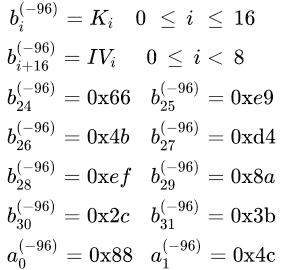 b_i^{(-96)} = K_i   0 ≤ i ≤ 16
b_{i+16}^{(-96)} = IV_i   0 ≤ i < 8
b_{24}^{(-96)} = 0x66   b_{25}^{(-96)} = 0xe9
b_{26}^{(-96)} = 0x4b   b_{27}^{(-96)} = 0xd4
b_{28}^{(-96)} = 0xef   b_{29}^{(-96)} = 0x8a
b_{30}^{(-96)} = 0x2c   b_{31}^{(-96)} = 0x3b
a_0^{(-96)} = 0x88   a_1^{(-96)} = 0x4c